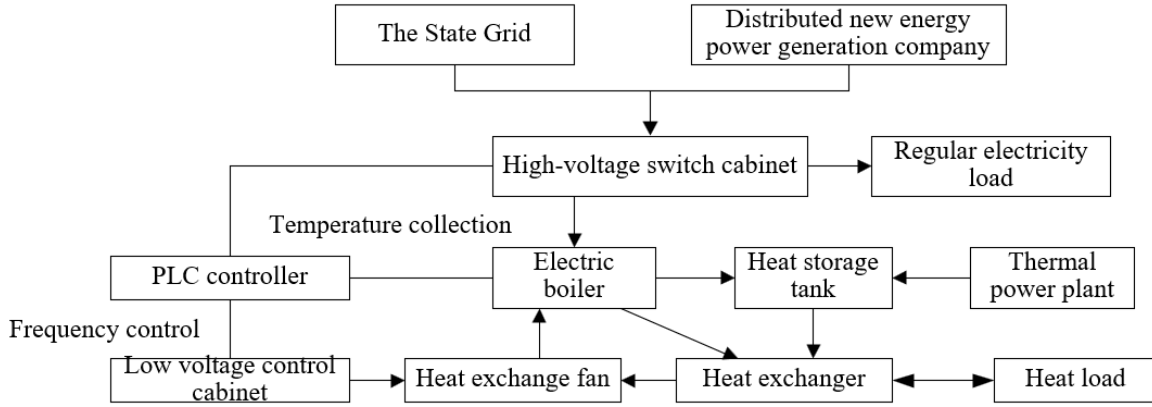 The State Grid
Distributed new energy
power generation company
High-voltage switch cabinet
Regular electricity
load
Temperature collection
PLC controller
Electric
boiler
Heat storage
tank
Thermal
power plant
Frequency control
Low voltage control
cabinet
Heat exchange fan
Heat exchanger
Heat load